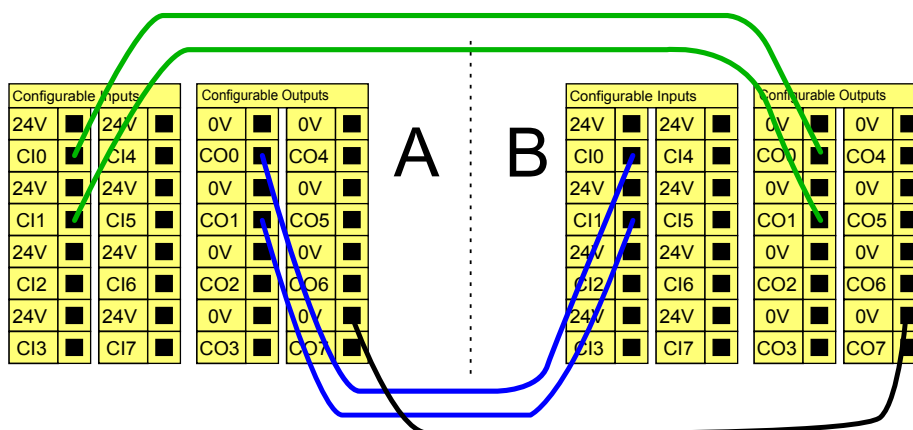 Configurable Inputs Configurable Outputs Configurable Inputs Configurable Outputs
24V 24V 0V 0V 24V 24V 0V 0V
CI0 CI4 CO0 CO4 A B CI0 CI4 CO0 CO4
24V 24V 0V 0V 24V 24V 0V 0V
CI1 CI5 CO1 CO5 CI1 CI5 CO1 CO5
24V 24V 0V 0V 24V 24V 0V 0V
CI2 CI6 CO2 CO6 CI2 CI6 CO2 CO6
24V 24V 0V 0V 24V 24V 0V 0V
CI3 CI7 CO3 CO7 CI3 CI7 CO3 CO7